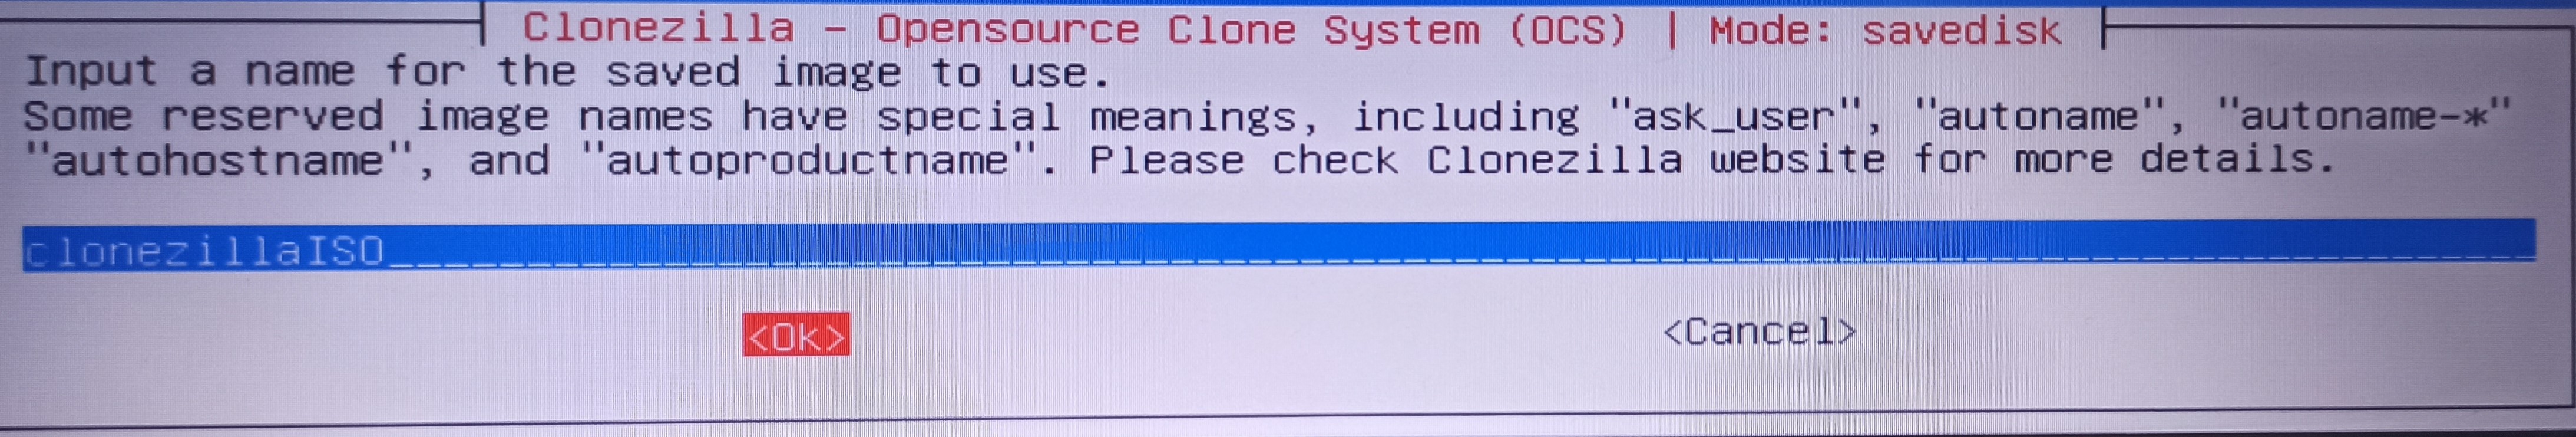 Clonezilla - Opensource Clone System (OCS) | Mode: savedisk
Input a name for the saved image to use.
Some reserved image names have special meanings, including "ask_user", "autoname", "autoname-*"
"autohostname", and "autoproductname". Please check Clonezilla website for more details.
clonezillaISO
<Ok> <Cancel>